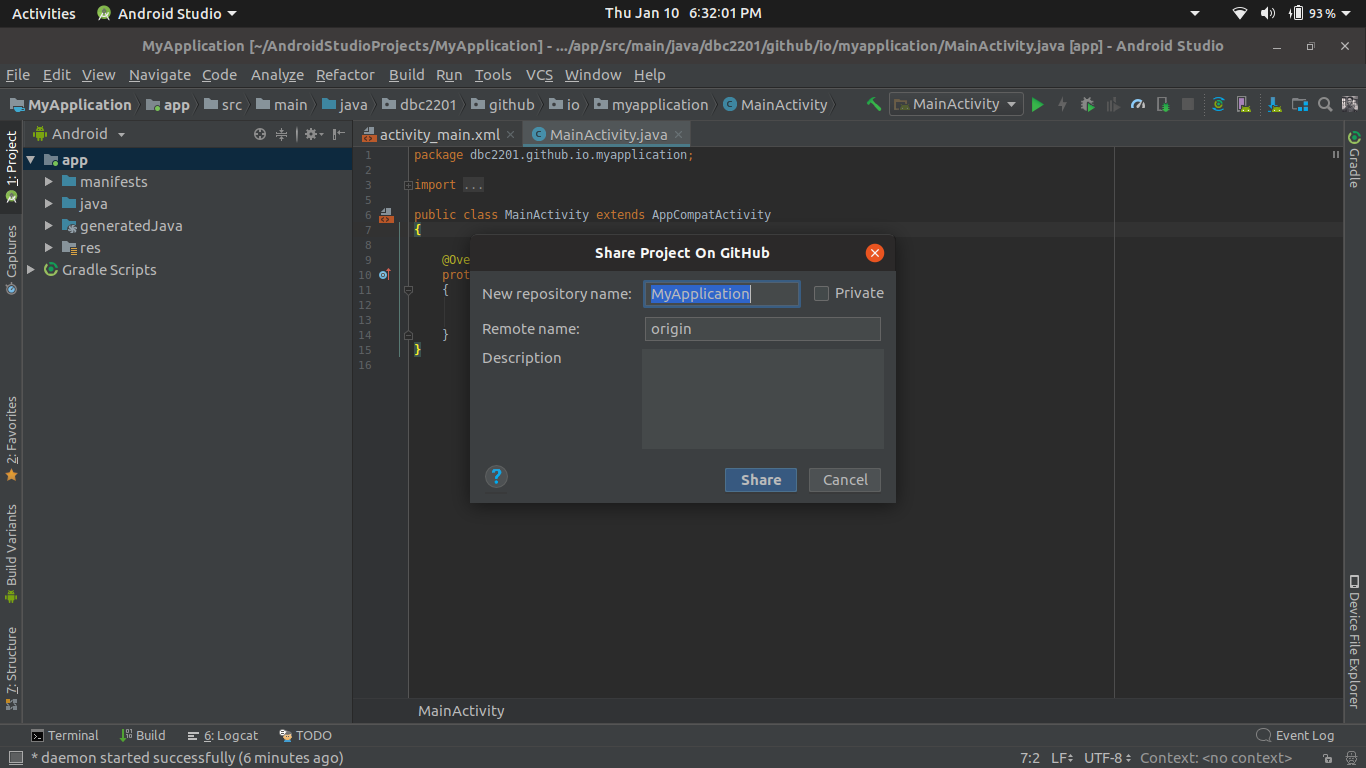 Activities Android Studio Thu Jan 10 6:32:01 PM 93 %
MyApplication [~/AndroidStudioProjects/MyApplication] - .../app/src/main/java/dbc2201/github/io/myapplication/MainActivity.java [app] - Android Studio
File Edit View Navigate Code Analyze Refactor Build Run Tools VCS Window Help
MyApplication app src main java dbc2201 github io myapplication MainActivity MainActivity
Android activity_main.xml MainActivity.java
1: Project
Captures
2: Favorites
Build Variants
7: Structure
app
manifests
java
generatedJava
res
Gradle Scripts
1 package dbc2201.github.io.myapplication;
2
3 import ...
5
6 public class MainActivity extends AppCompatActivity
7 {
8
9 @Ove
10 prot
11 {
12
13
14 }
15 }
16
Share Project On GitHub
New repository name: MyApplication Private
Remote name: origin
Description
? Share Cancel
Gradle
Device File Explorer
MainActivity
Terminal Build 6: Logcat TODO Event Log
* daemon started successfully (6 minutes ago) 7:2 LF UTF-8 Context: <no context>